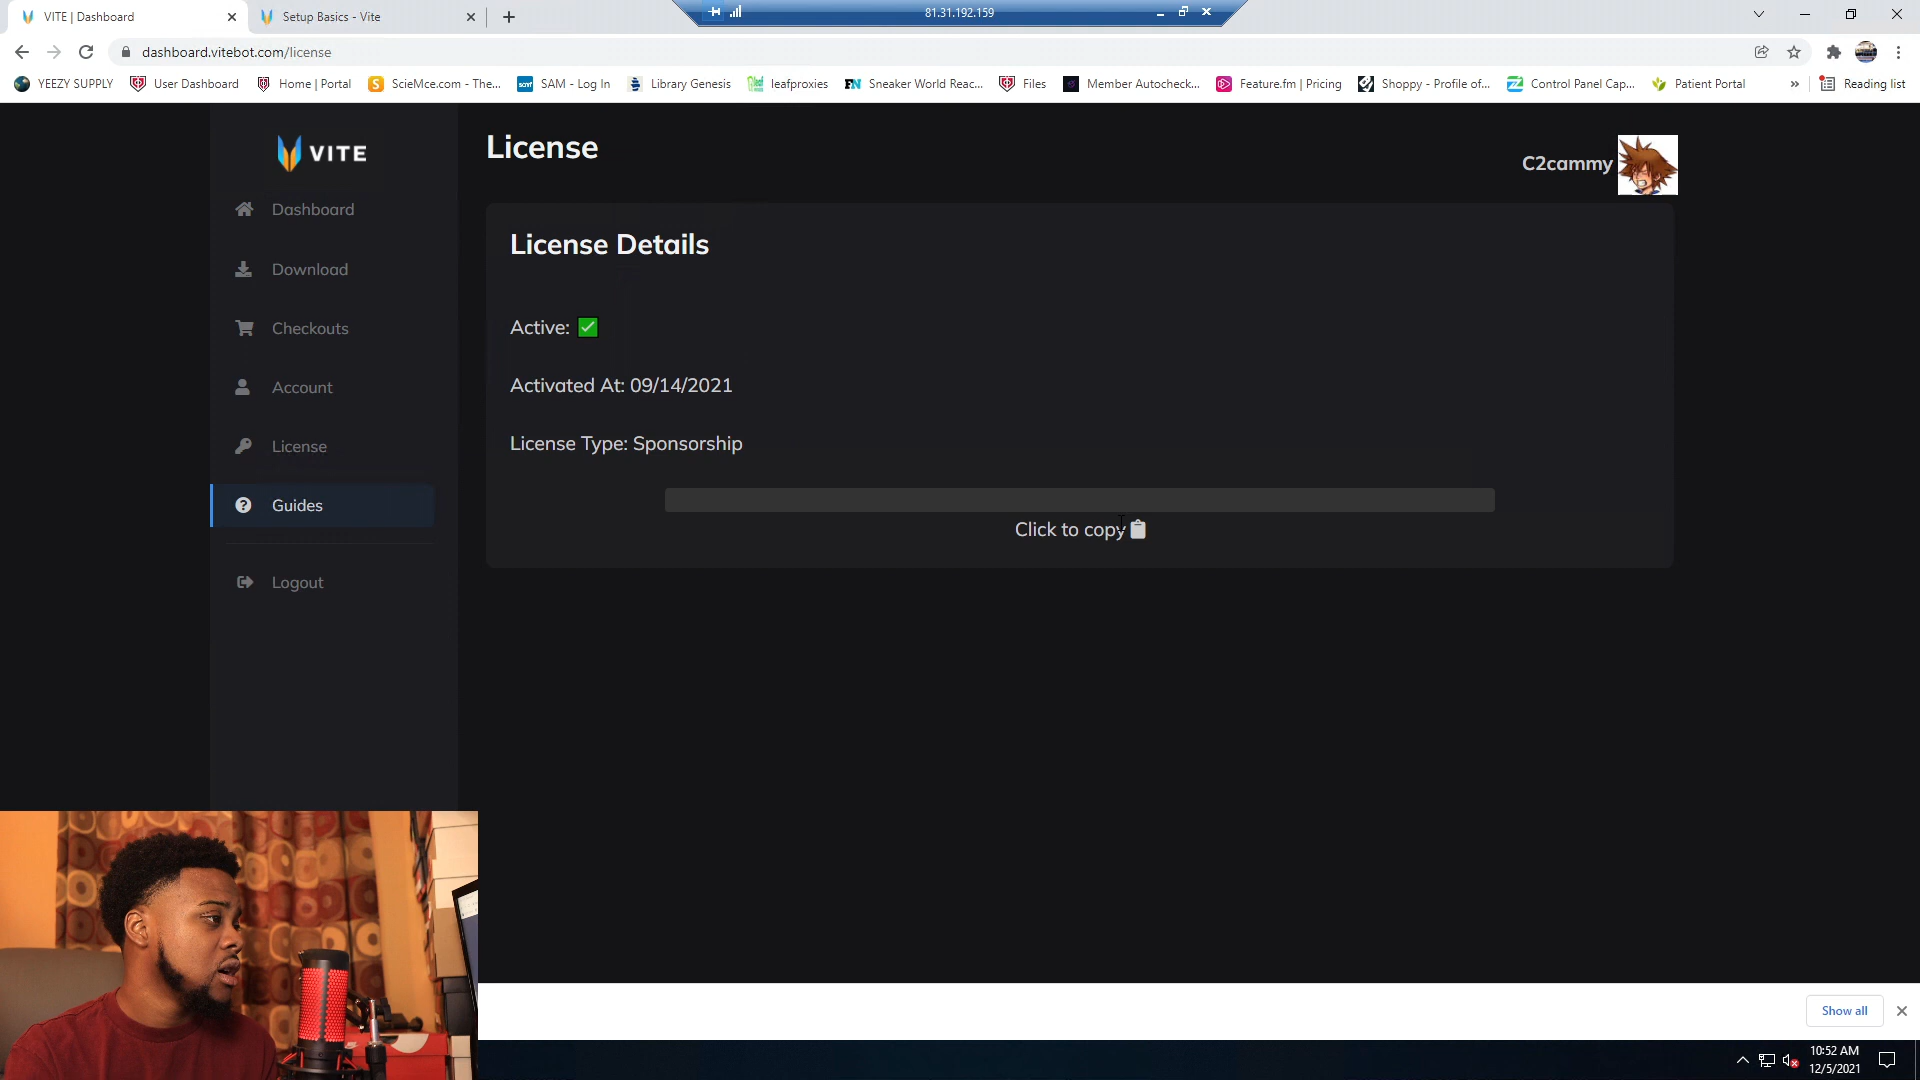 VITE | Dashboard
Setup Basics - Vite
81.31.192.159
dashboard.vitebot.com/license
YEEZY SUPPLY
User Dashboard
Home | Portal
ScieMce.com - The...
SAM - Log In
Library Genesis
leafproxies
Sneaker World Reac...
Files
Member Autocheck...
Feature.fm | Pricing
Shoppy - Profile of...
Control Panel Cap...
Patient Portal
»
Reading list
VITE
Dashboard
Download
Checkouts
Account
License
Guides
Logout
License
C2cammy
License Details
Active: ✅
Activated At: 09/14/2021
License Type: Sponsorship
Click to copy
Show all
10:52 AM
12/5/2021